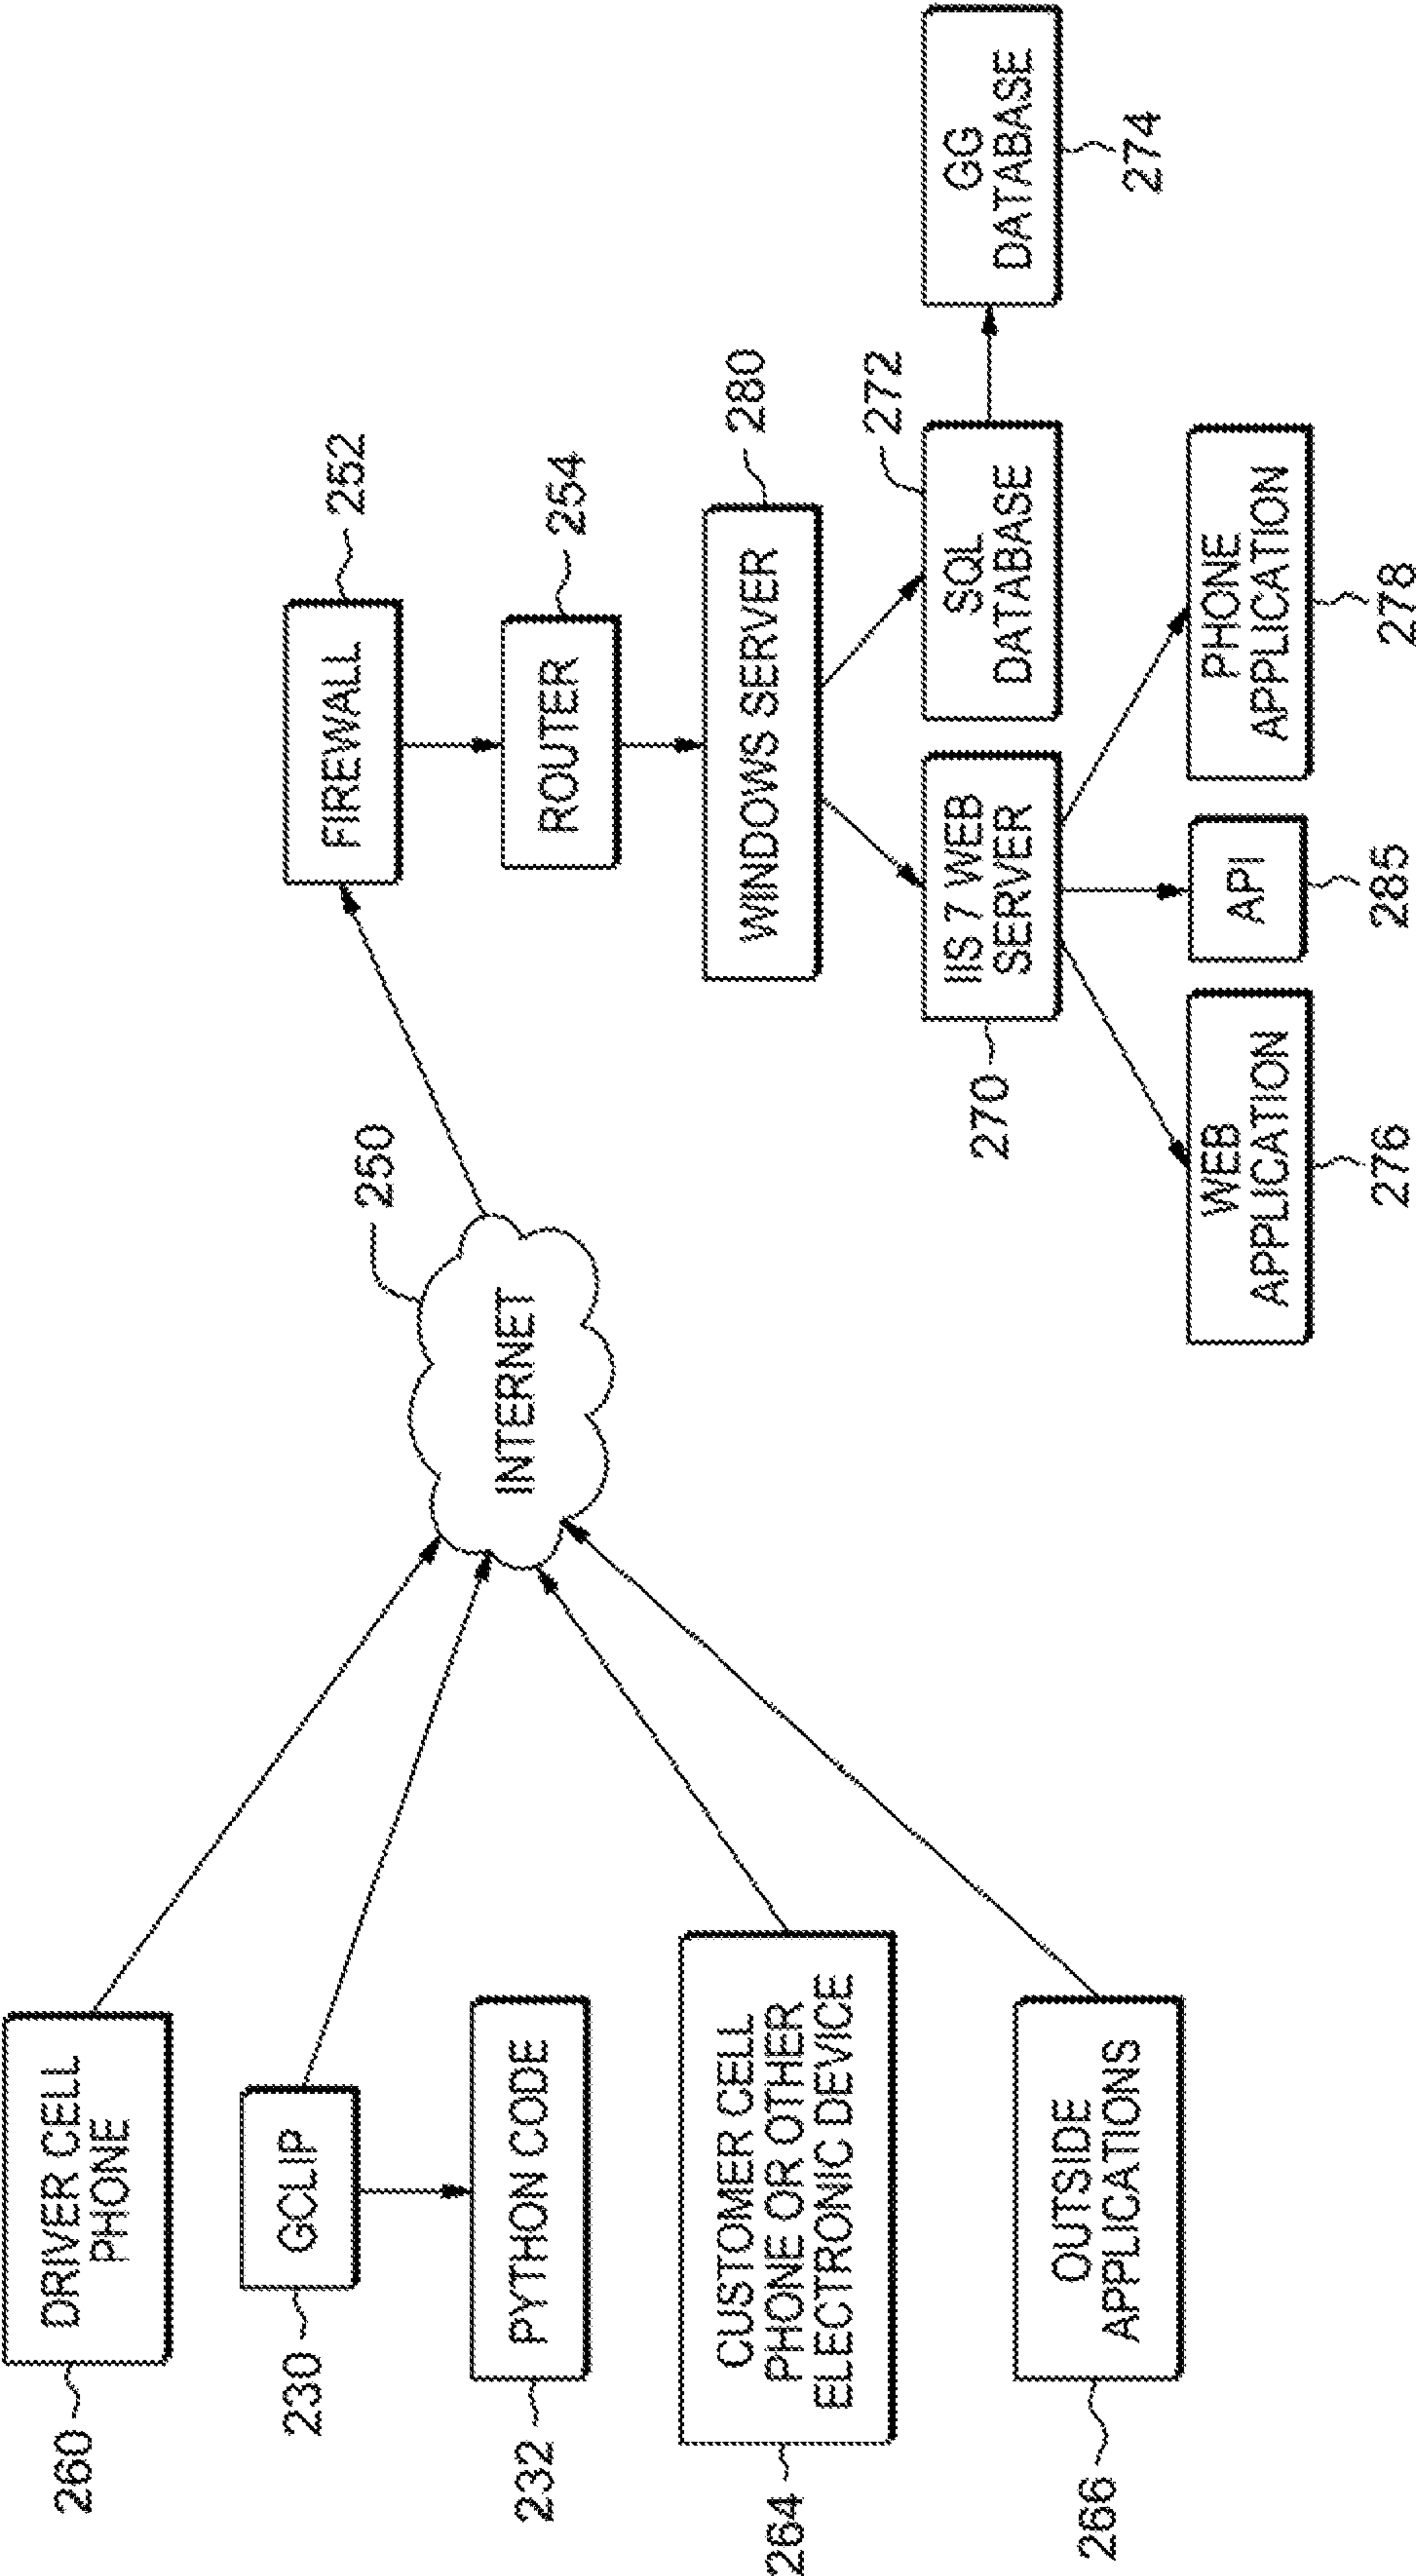 260
DRIVER CELL
PHONE
230
GCLIP
232
PYTHON CODE
264
CUSTOMER CELL
PHONE OR OTHER
ELECTRONIC DEVICE
266
OUTSIDE
APPLICATIONS
250
INTERNET
FIREWALL
252
ROUTER
254
WINDOWS SERVER
280
IIS 7 WEB
SERVER
270
SQL
DATABASE
272
GG
DATABASE
274
WEB
APPLICATION
276
API
285
PHONE
APPLICATION
278